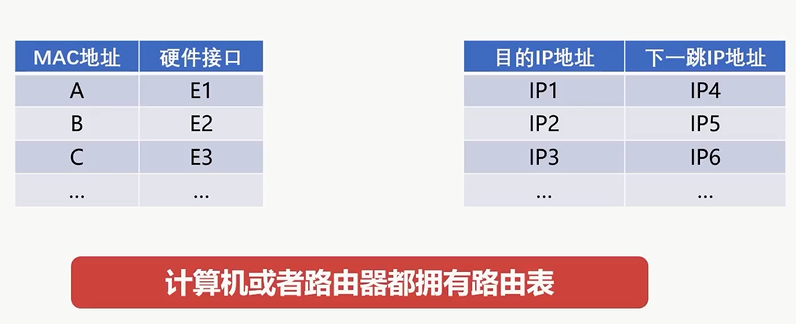 MAC地址 硬件接口
A E1
B E2
C E3
... ...
目的IP地址 下一跳IP地址
IP1 IP4
IP2 IP5
IP3 IP6
... ...
计算机或者路由器都拥有路由表